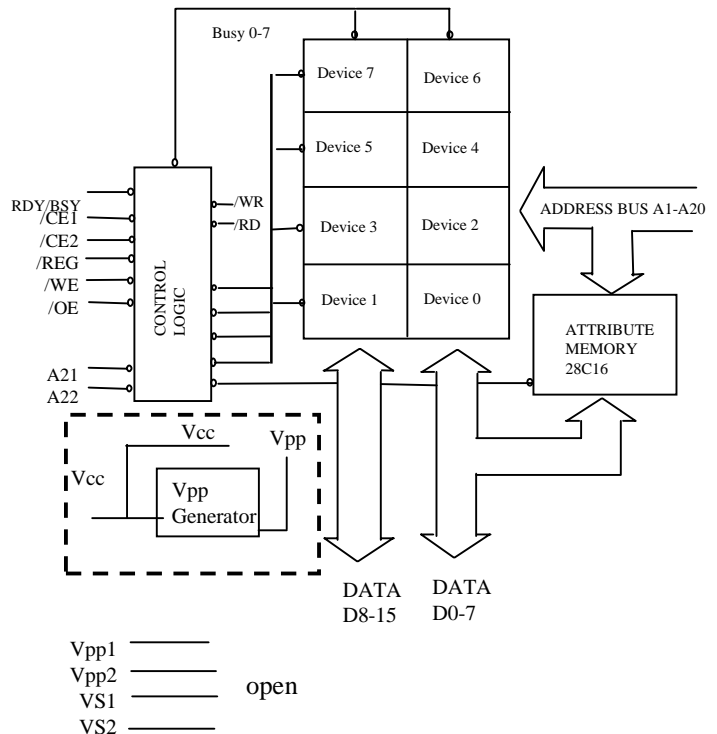 Busy 0-7
Device 7
Device 6
Device 5
Device 4
Device 3
Device 2
Device 1
Device 0
RDY/BSY
/CE1
/CE2
/REG
/WE
/OE
A21
A22
CONTROL
LOGIC
/WR
/RD
ADDRESS BUS A1-A20
ATTRIBUTE
MEMORY
28C16
Vcc
Vpp
Vcc
Vpp
Generator
DATA
D8-15
DATA
D0-7
Vpp1
Vpp2
VS1
VS2
open